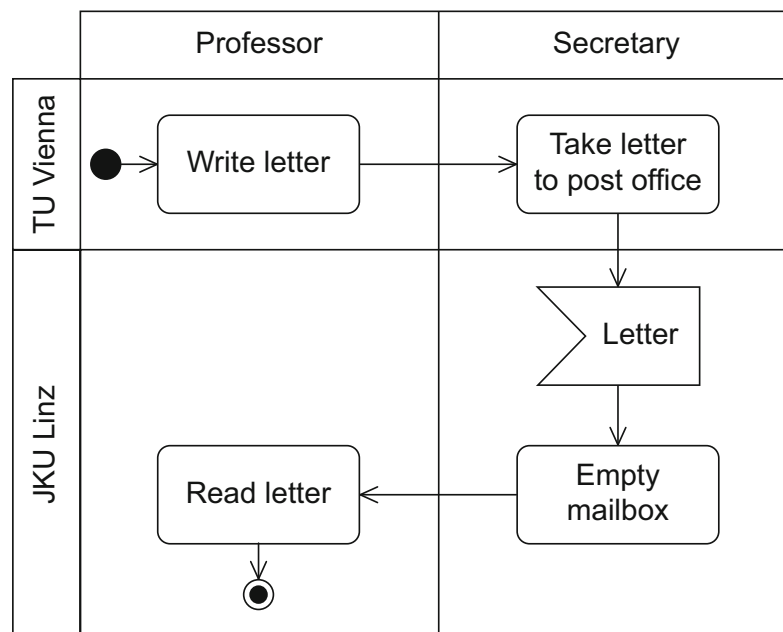 Professor
Secretary
TU Vienna
Write letter
Take letter
to post office
JKU Linz
Letter
Read letter
Empty
mailbox